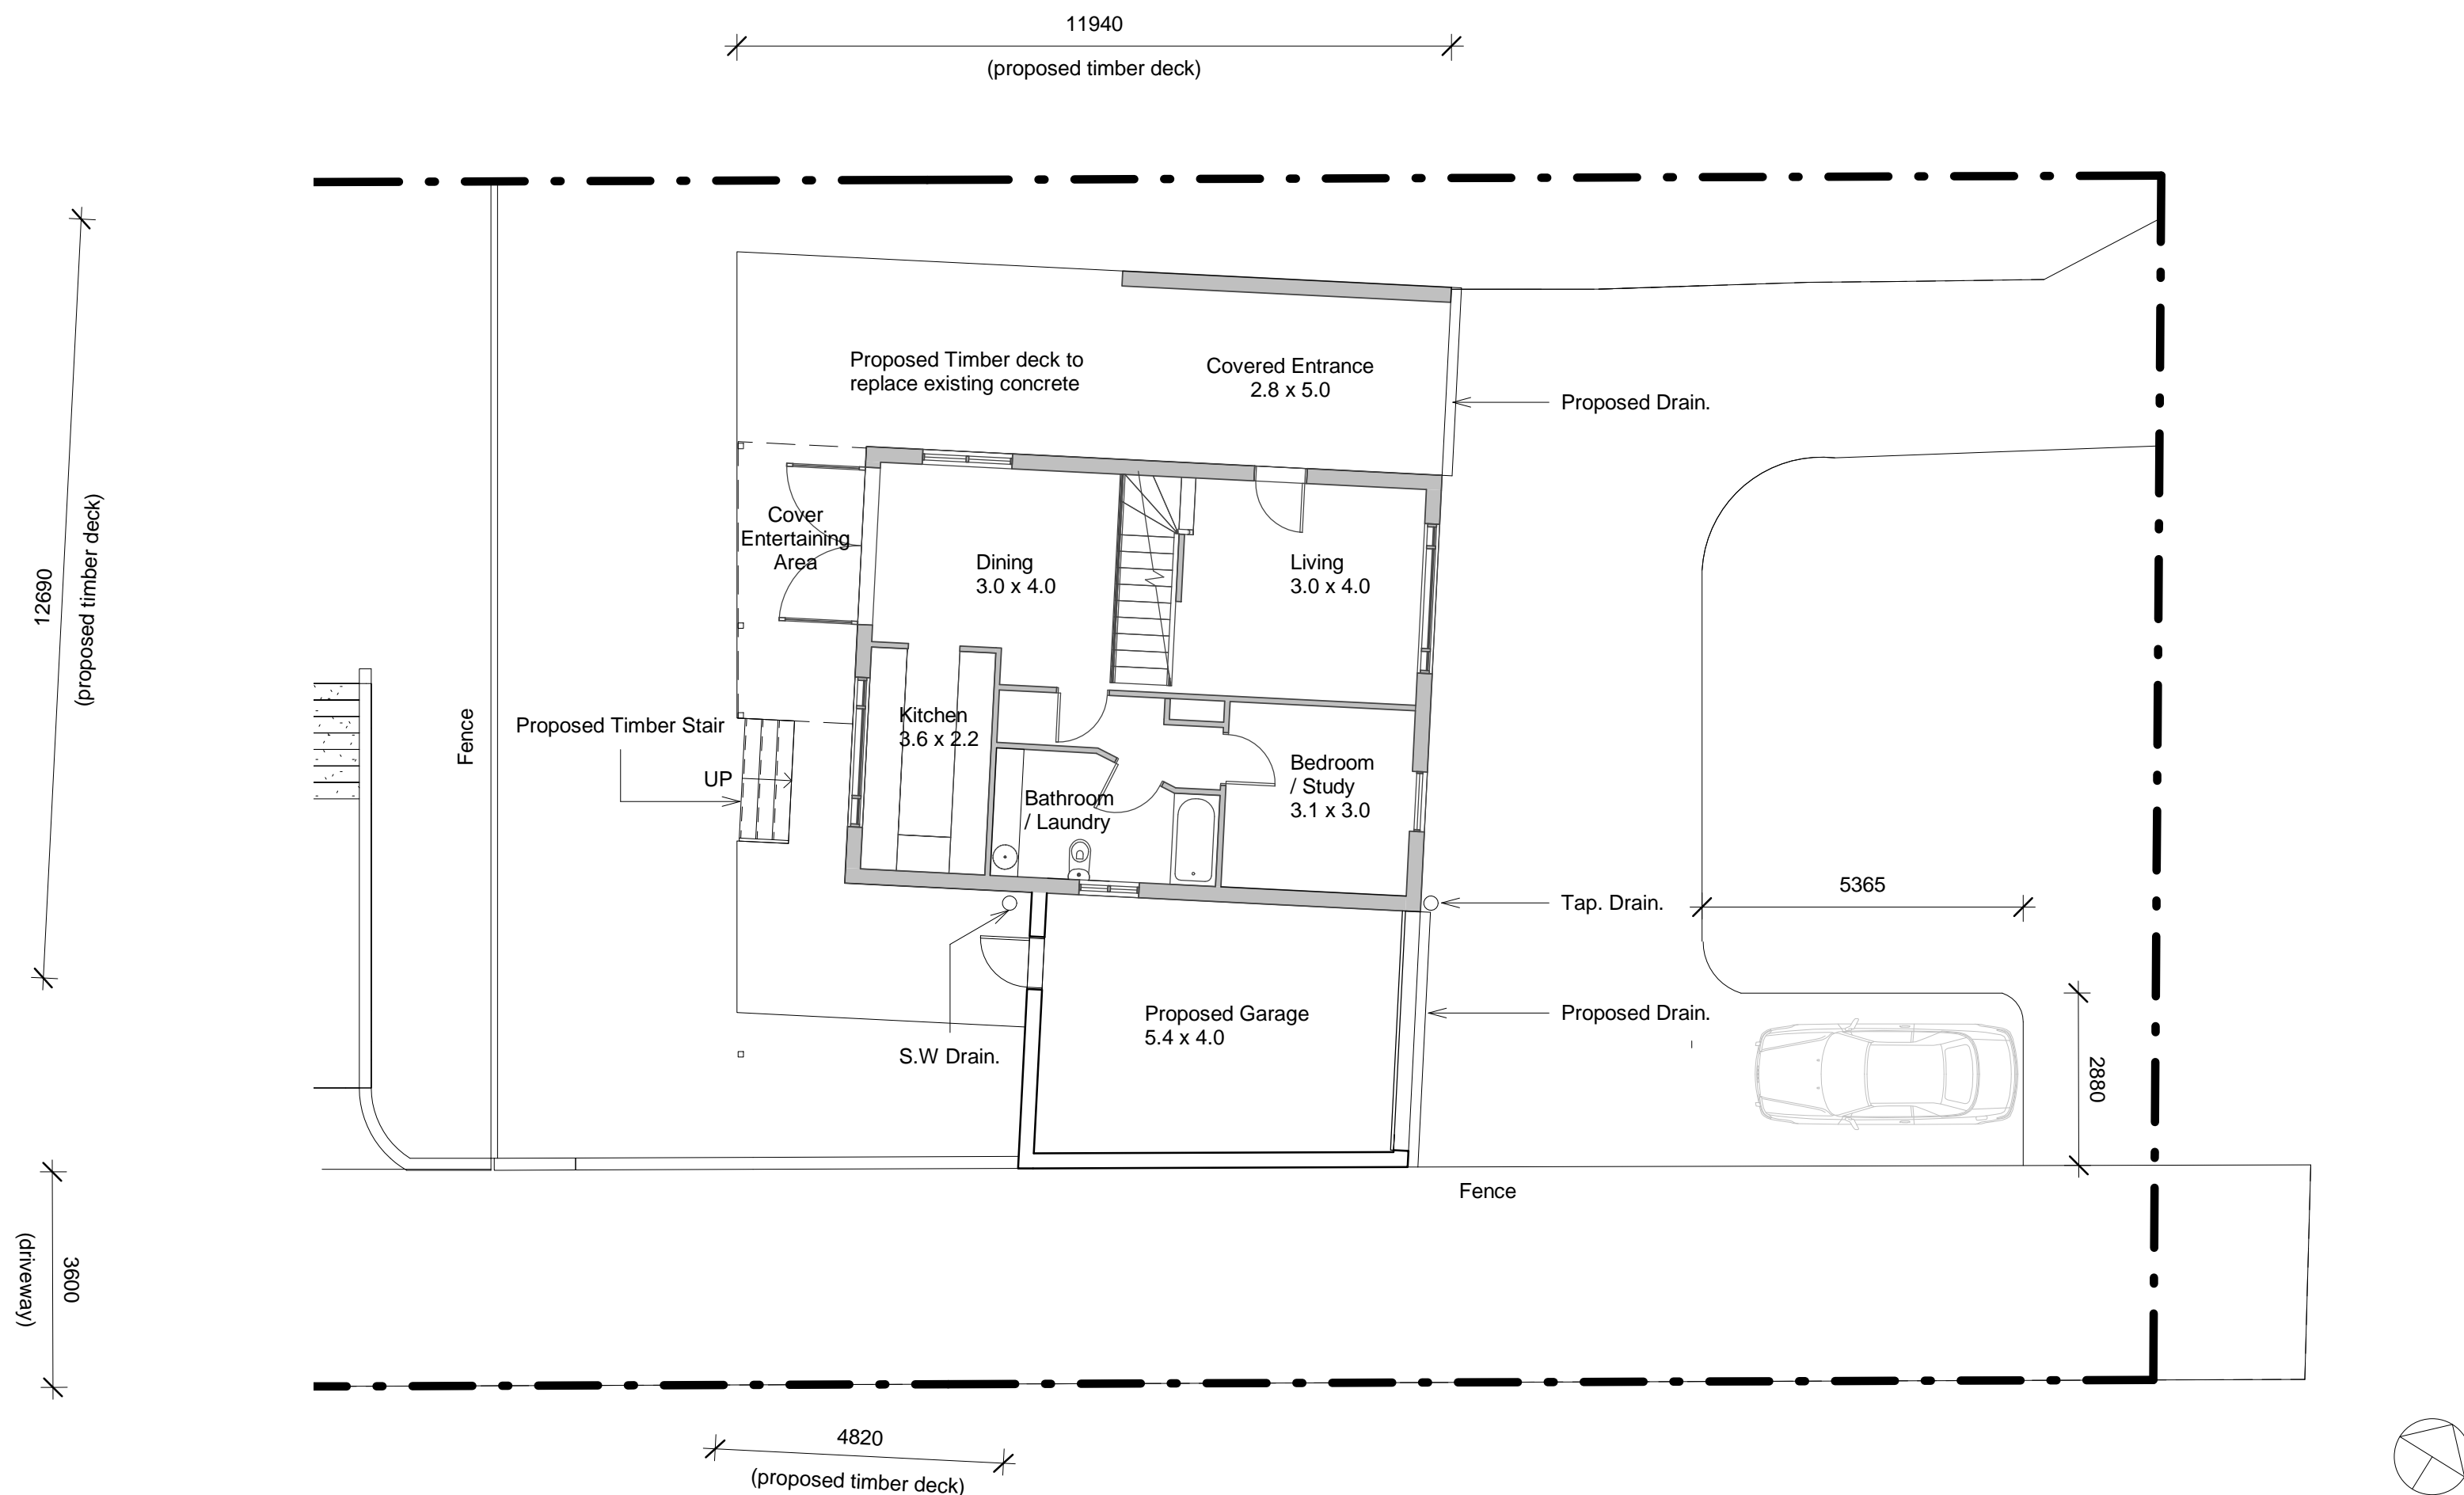 11940
(proposed timber deck)
12690
(proposed timber deck)
Proposed Timber deck to
replace existing concrete
Covered Entrance
2.8 x 5.0
Proposed Drain.
Cover
Entertaining
Area
Dining
3.0 x 4.0
Living
3.0 x 4.0
Fence
Proposed Timber Stair
UP
Kitchen
3.6 x 2.2
Bathroom
/ Laundry
Bedroom
/ Study
3.1 x 3.0
Tap. Drain.
5365
Proposed Garage
5.4 x 4.0
Proposed Drain.
S.W Drain.
2880
Fence
3600
(driveway)
4820
(proposed timber deck)